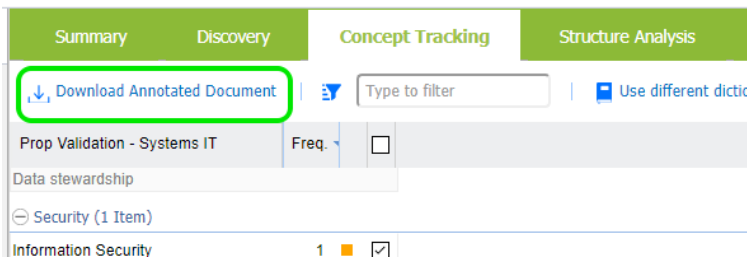 Summary Discovery Concept Tracking Structure Analysis
Download Annotated Document Type to filter Use different
Prop Validation - Systems IT Freq.
Data stewardship
Security (1 Item)
Information Security 1